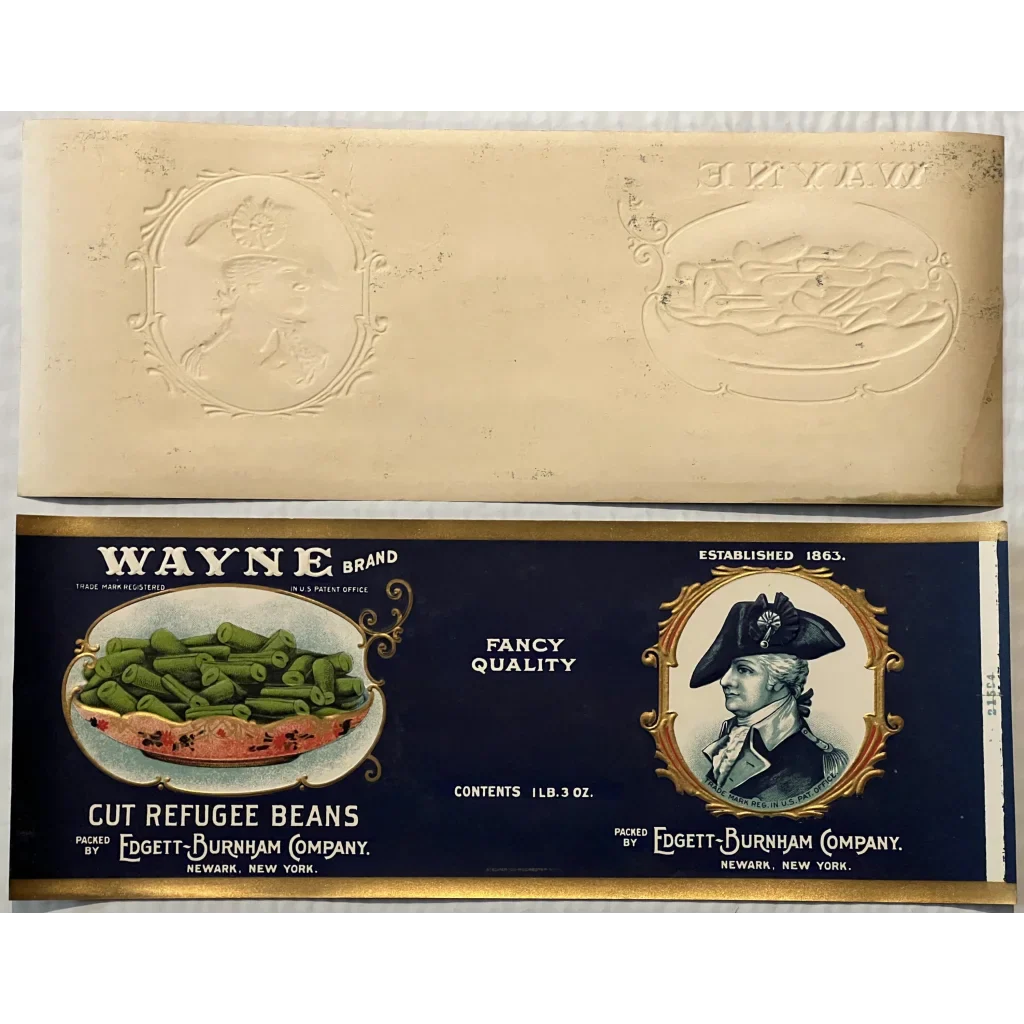 WAYNE
WAYNE BRAND
TRADE MARK REGISTERED IN U.S PATENT OFFICE
CUT REFUGEE BEANS
PACKED BY EDGETT-BURNHAM COMPANY.
NEWARK, NEW YORK.
FANCY
QUALITY
CONTENTS 1 LB. 3 OZ.
ESTABLISHED 1863.
TRADE MARK REG. IN U.S. PAT. OFFICE
PACKED BY EDGETT-BURNHAM COMPANY.
NEWARK, NEW YORK.